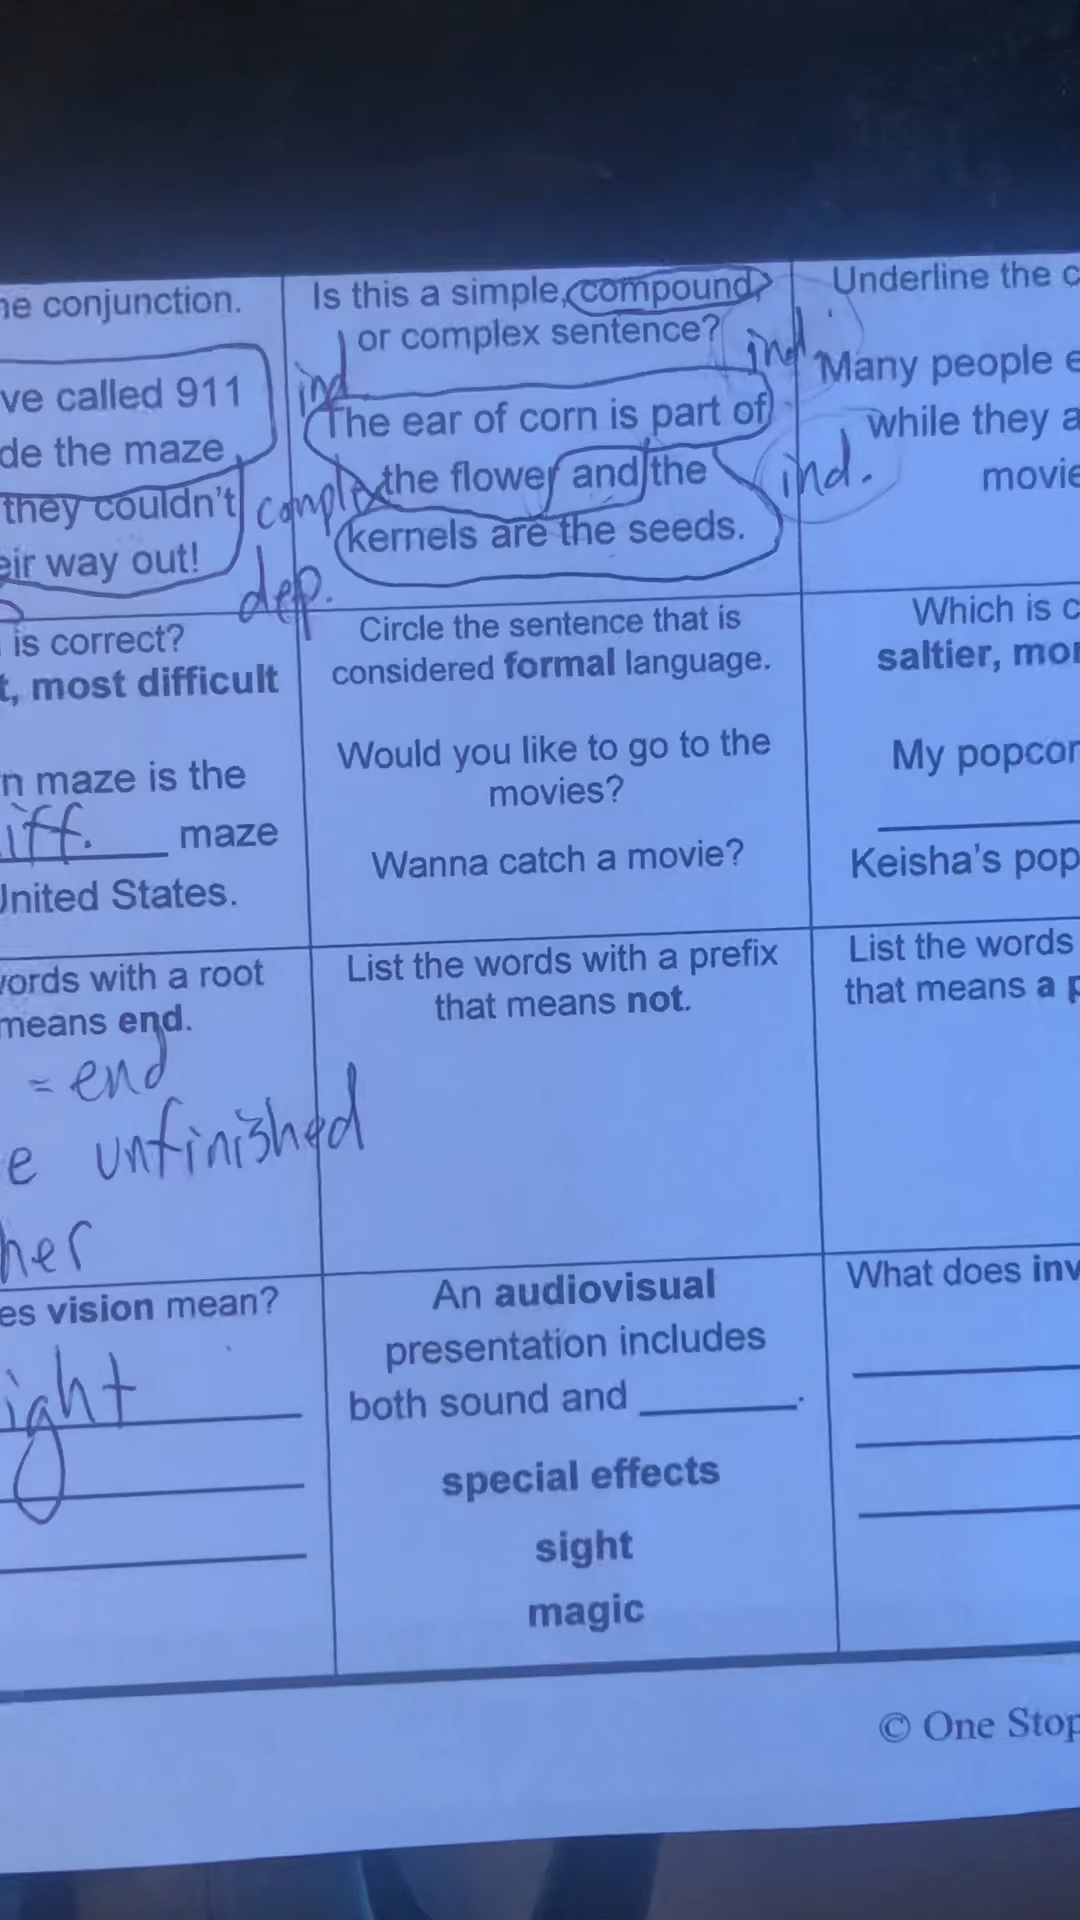 ne conjunction.
ve called 911
de the maze
they couldn't
eir way out!
comple
dep.
Is this a simple, compound,
or complex sentence?
ind
ind
The ear of corn is part of
the flower and the
kernels are the seeds.
ind.
Underline the c
Many people e
while they a
movie
is correct?
t, most difficult
n maze is the
iff. maze
United States.
Circle the sentence that is
considered formal language.
Would you like to go to the
movies?
Wanna catch a movie?
Which is c
saltier, mor
My popcor
Keisha's pop
words with a root
means end.
= end
e unfinished
her
List the words with a prefix
that means not.
List the words
that means a p
es vision mean?
ight
An audiovisual
presentation includes
both sound and ________.
special effects
sight
magic
What does inv
© One Stop